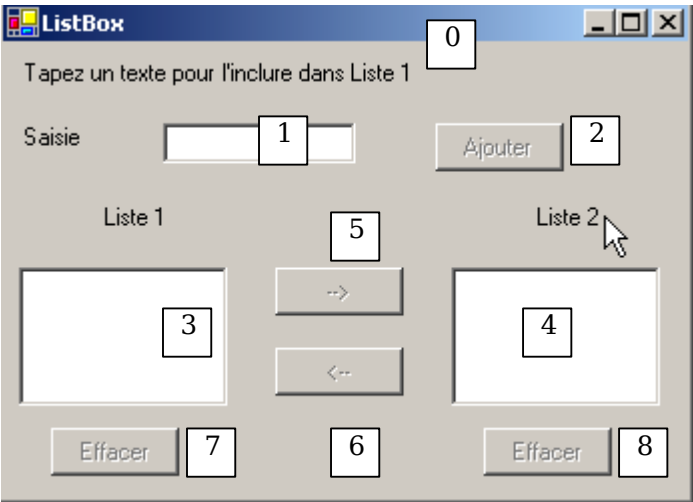 ListBox
0
Tapez un texte pour l'inclure dans Liste 1
Saisie
1
Ajouter
2
Liste 1
5
Liste 2
3
-->
4
<--
Effacer
7
6
Effacer
8